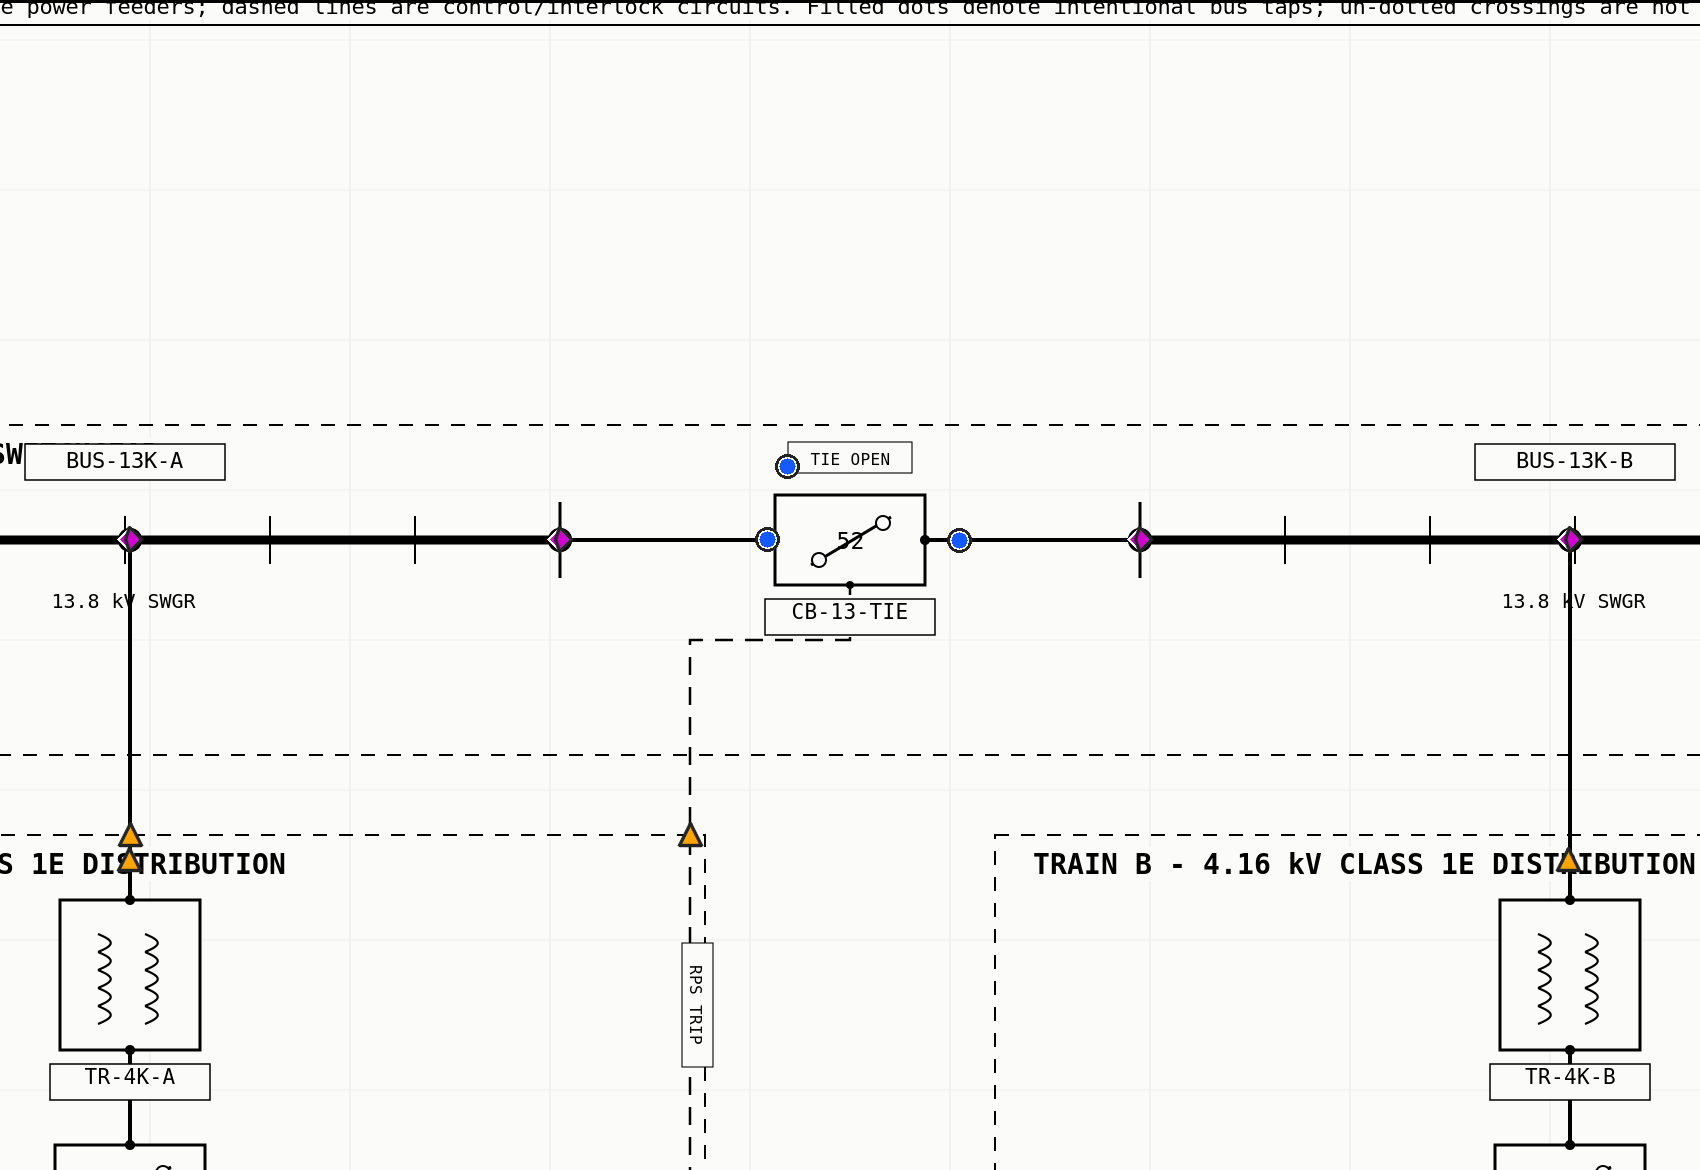 e power feeders; dashed lines are control/interlock circuits. Filled dots denote intentional bus taps; un-dotted crossings are not
SW
BUS-13K-A
TIE OPEN
BUS-13K-B
52
13.8 kV SWGR
CB-13-TIE
13.8 kV SWGR
S 1E DISTRIBUTION
TRAIN B - 4.16 kV CLASS 1E DISTRIBUTION
RPS TRIP
TR-4K-A
TR-4K-B